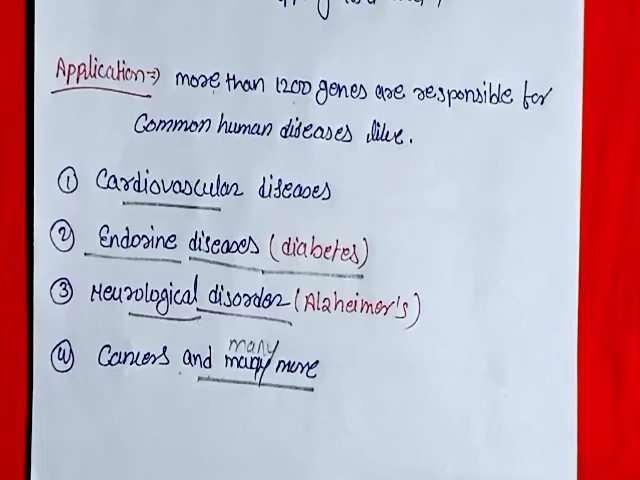 Application⇒ more than 1200 genes are responsible for
Common human diseases like.
① Cardiovascular diseases
② Endorine diseases (diabetes)
③ Neurological disorder (Alzheimer's)
many
④ Cancers and many more